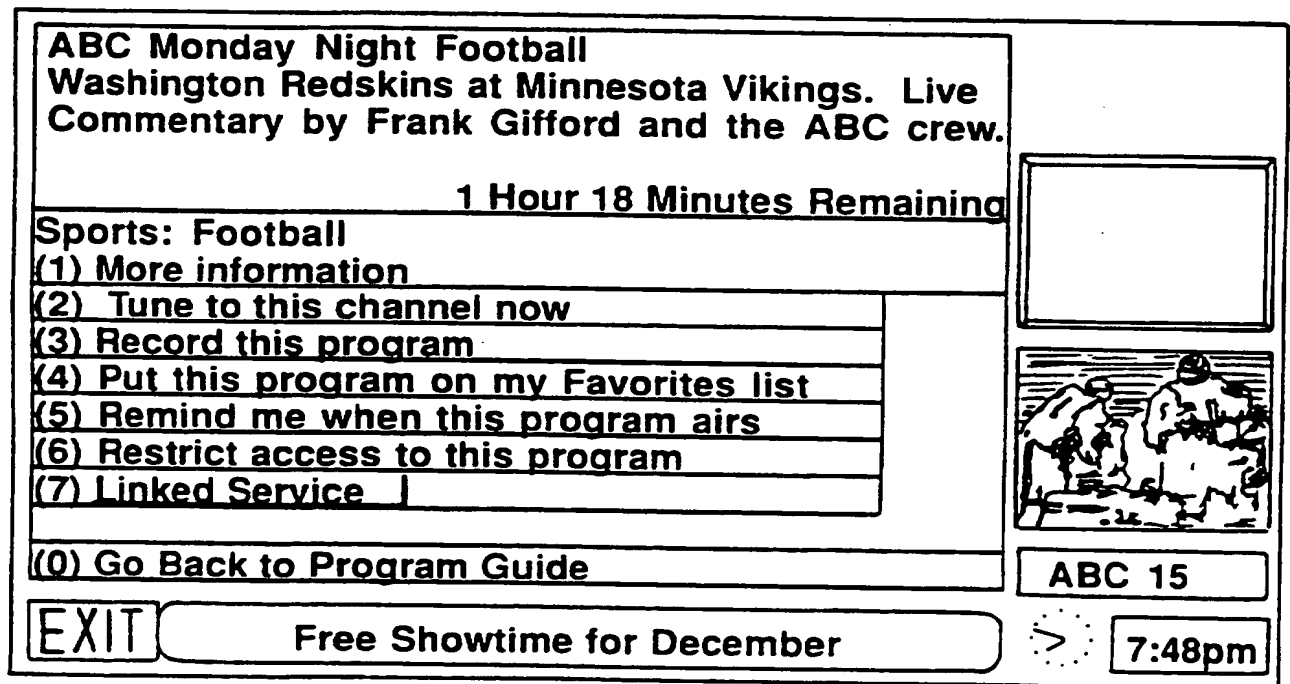 ABC Monday Night Football
Washington Redskins at Minnesota Vikings. Live
Commentary by Frank Gifford and the ABC crew.
1 Hour 18 Minutes Remaining
Sports: Football
(1) More information
(2) Tune to this channel now
(3) Record this program
(4) Put this program on my Favorites list
(5) Remind me when this program airs
(6) Restrict access to this program
(7) Linked Service
(0) Go Back to Program Guide
ABC 15
EXIT
Free Showtime for December
7:48pm